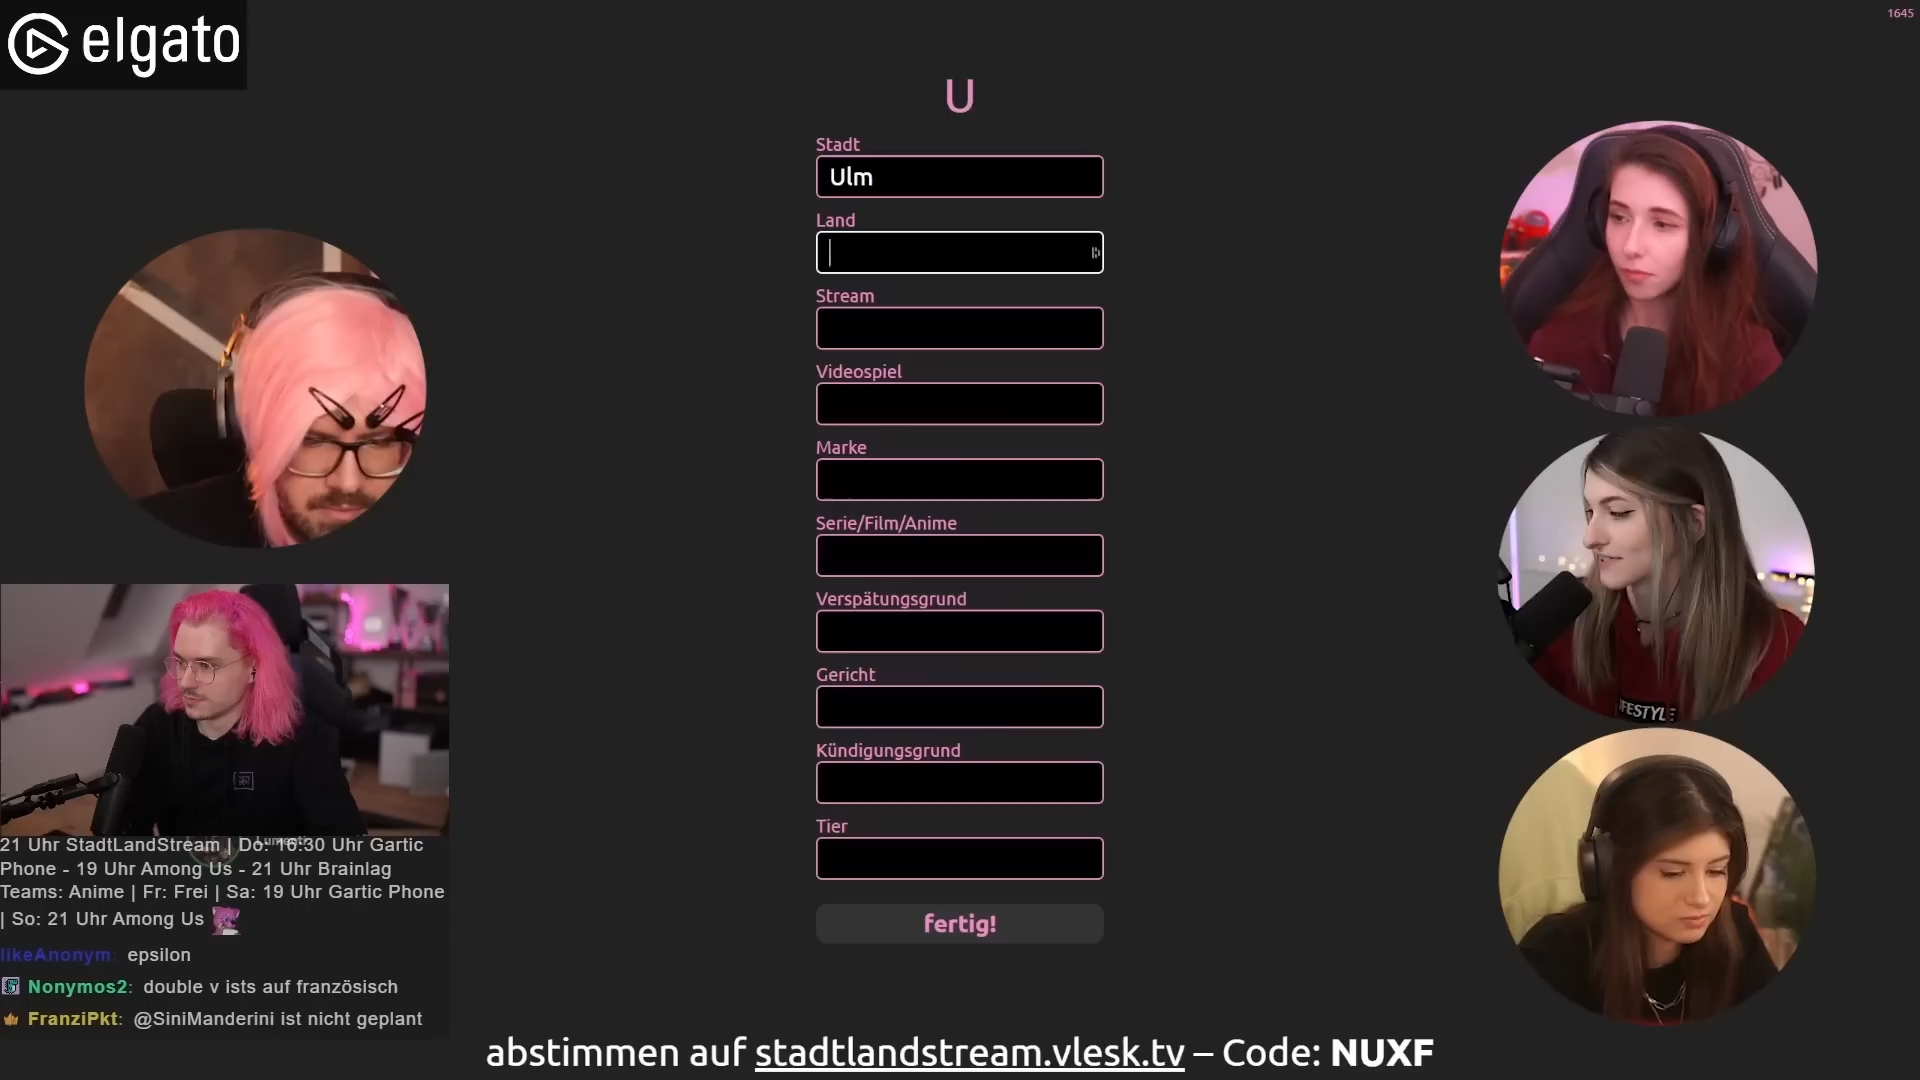 elgato
1645
U
Stadt
Ulm
Land
Stream
Videospiel
Marke
Serie/Film/Anime
Verspätungsgrund
Gericht
Kündigungsgrund
Tier
fertig!
21 Uhr StadtLandStream | Do: 16:30 Uhr Gartic
Phone - 19 Uhr Among Us - 21 Uhr Brainlag
Teams: Anime | Fr: Frei | Sa: 19 Uhr Gartic Phone
| So: 21 Uhr Among Us
likeAnonym: epsilon
Nonymos2: double v ists auf französisch
FranziPkt: @SiniManderini ist nicht geplant
abstimmen auf stadtlandstream.vlesk.tv – Code: NUXF